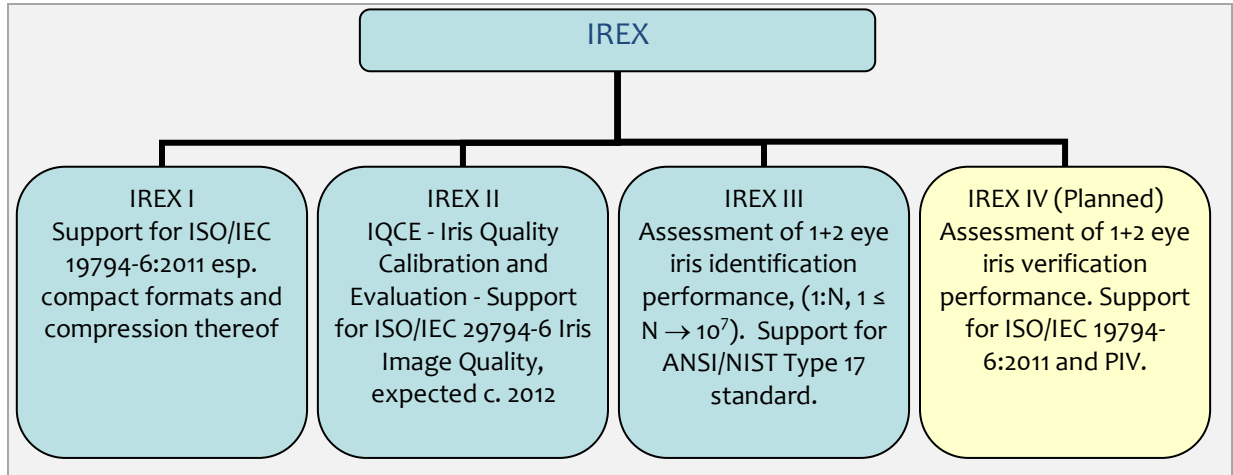 IREX
IREX I
Support for ISO/IEC
19794-6:2011 esp.
compact formats and
compression thereof
IREX II
IQCE - Iris Quality
Calibration and
Evaluation - Support
for ISO/IEC 29794-6 Iris
Image Quality,
expected c. 2012
IREX III
Assessment of 1+2 eye
iris identification
performance, (1:N, 1 ≤
N → 10⁷).  Support for
ANSI/NIST Type 17
standard.
IREX IV (Planned)
Assessment of 1+2 eye
iris verification
performance. Support
for ISO/IEC 19794-
6:2011 and PIV.